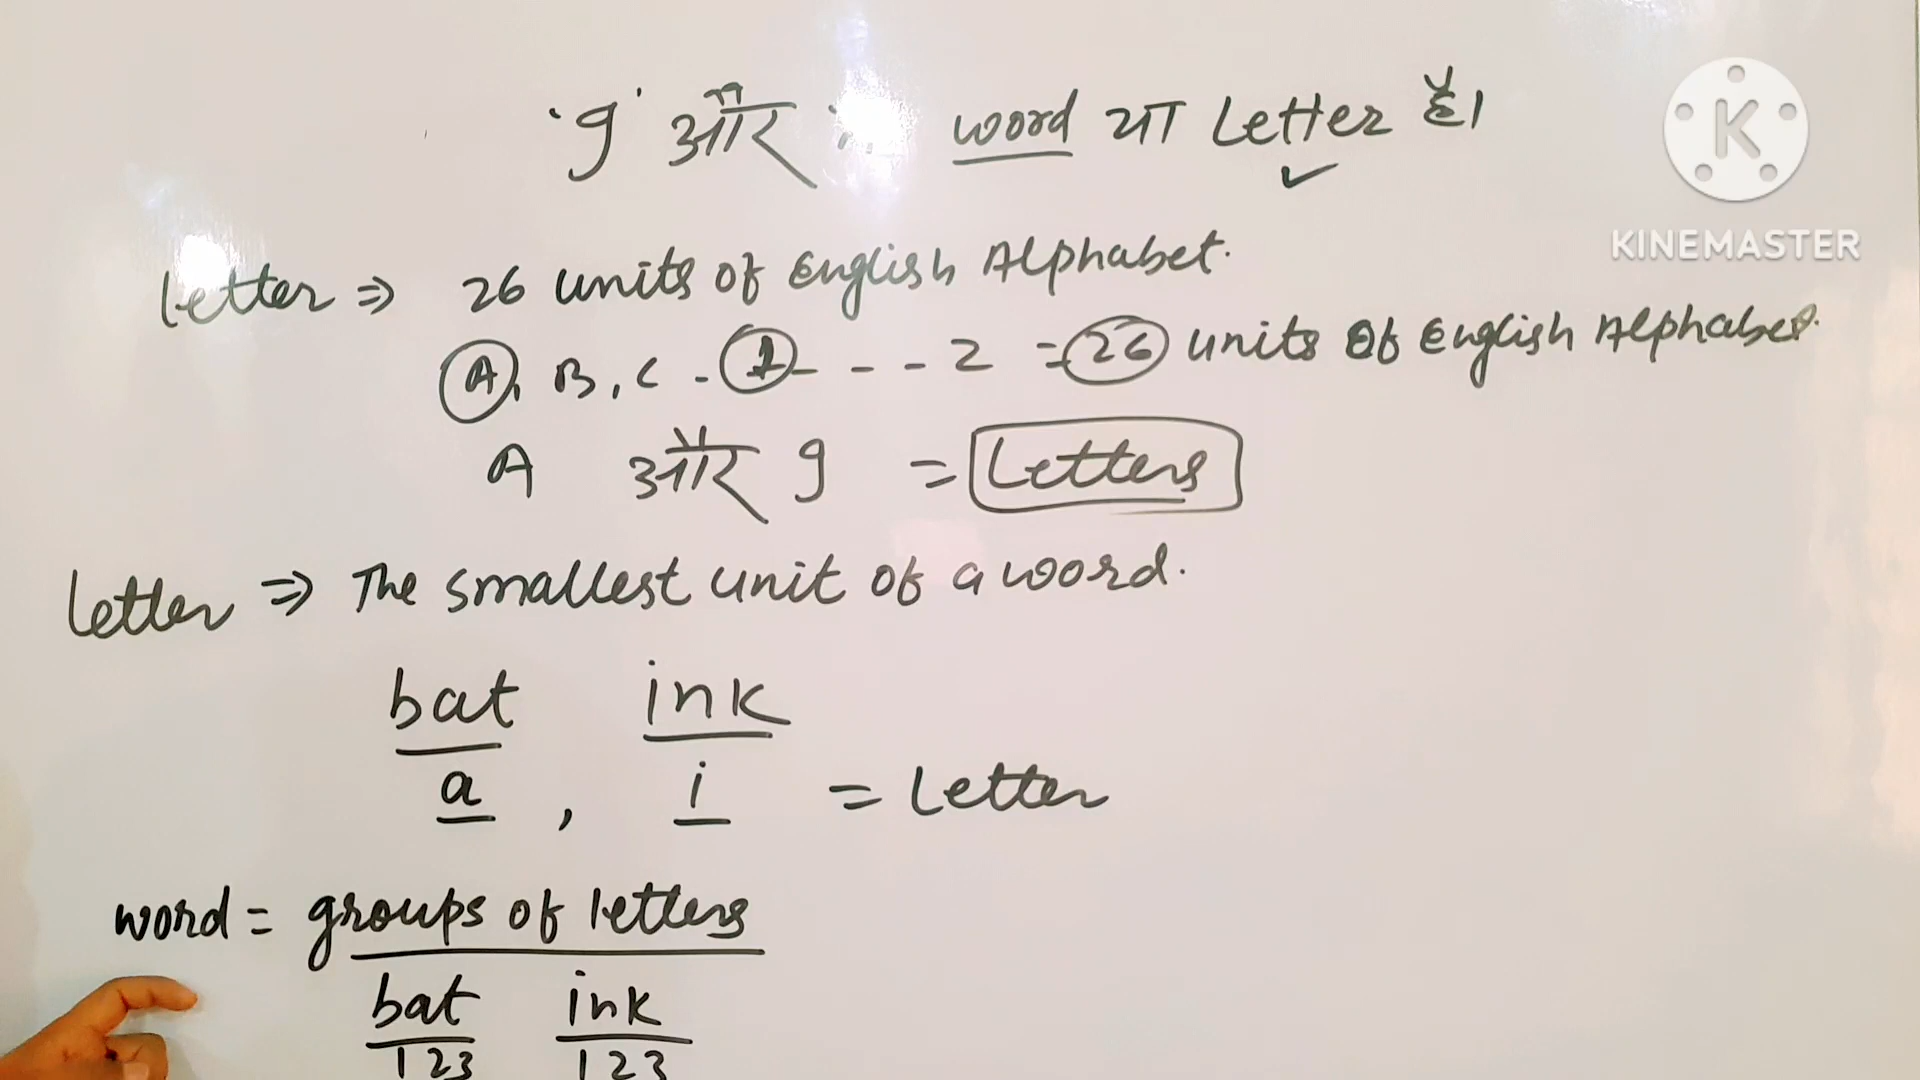 'g' और word या Letter है।
K
KINEMASTER
Letter ⇒ 26 units of English Alphabet.
A, B, C - I - - - Z = 26 units of English Alphabet.
A और g = Letters
Letter ⇒ The smallest unit of a word.
bat ink
a , i = Letter
word = groups of letters
bat ink
123 123